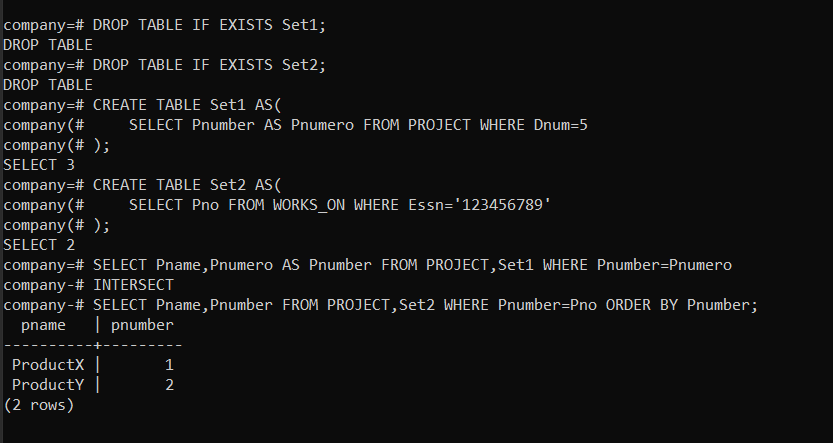 company=# DROP TABLE IF EXISTS Set1;
DROP TABLE
company=# DROP TABLE IF EXISTS Set2;
DROP TABLE
company=# CREATE TABLE Set1 AS(
company(#     SELECT Pnumber AS Pnumero FROM PROJECT WHERE Dnum=5
company(# );
SELECT 3
company=# CREATE TABLE Set2 AS(
company(#     SELECT Pno FROM WORKS_ON WHERE Essn='123456789'
company(# );
SELECT 2
company=# SELECT Pname,Pnumero AS Pnumber FROM PROJECT,Set1 WHERE Pnumber=Pnumero
company-# INTERSECT
company-# SELECT Pname,Pnumber FROM PROJECT,Set2 WHERE Pnumber=Pno ORDER BY Pnumber;
  pname   | pnumber
----------+---------
 ProductX |       1
 ProductY |       2
(2 rows)